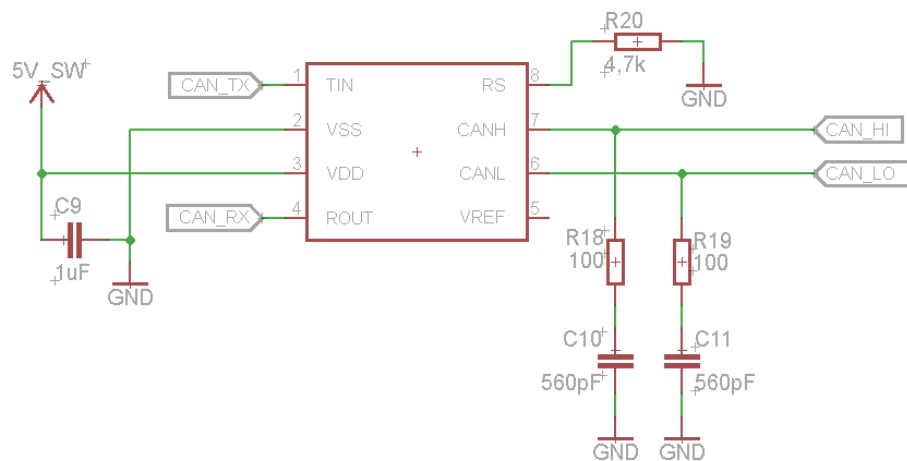 R20
4,7k
GND
5V_SW
CAN_TX
1
TIN
RS
8
2
VSS
CANH
7
CAN_HI
3
VDD
CANL
6
CAN_LO
CAN_RX
4
ROUT
VREF
5
C9
1uF
GND
R18
100
R19
100
C10
560pF
C11
560pF
GND
GND